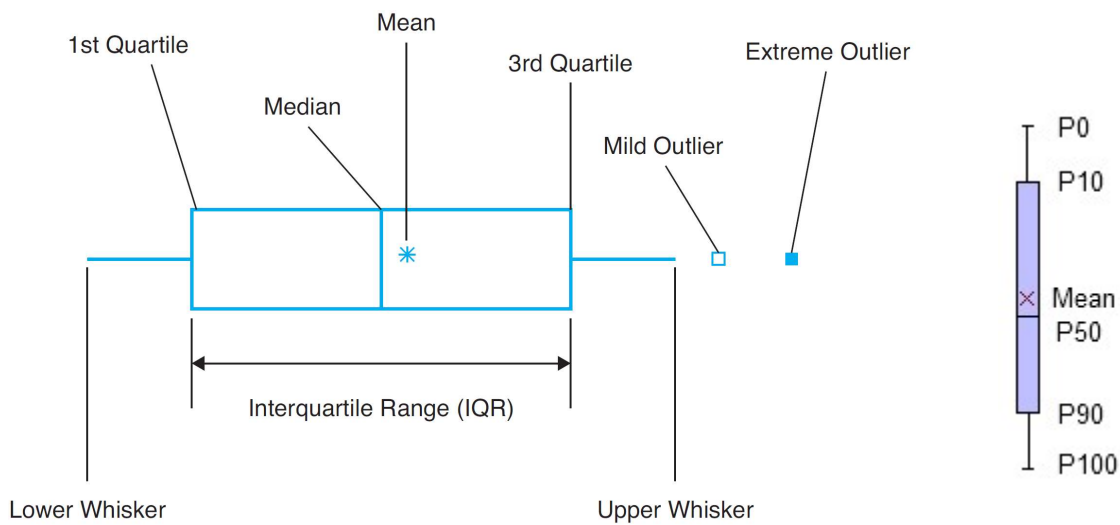 Mean
1st Quartile
3rd Quartile
Extreme Outlier
Median
Mild Outlier
Interquartile Range (IQR)
Lower Whisker
Upper Whisker
P0
P10
Mean
P50
P90
P100